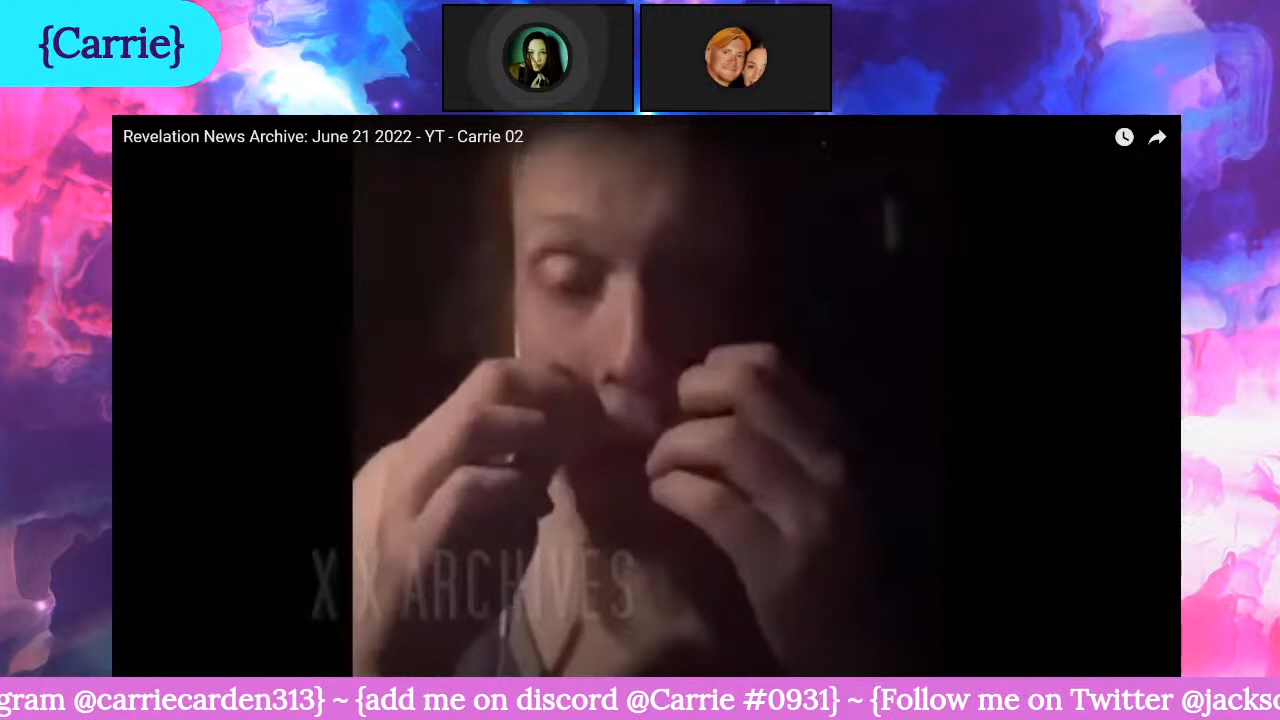 {Carrie}
Revelation News Archive: June 21 2022 - YT - Carrie 02
X X ARCHIVES
gram @carriecarden313} ~ {add me on discord @Carrie #0931} ~ {Follow me on Twitter @jackso